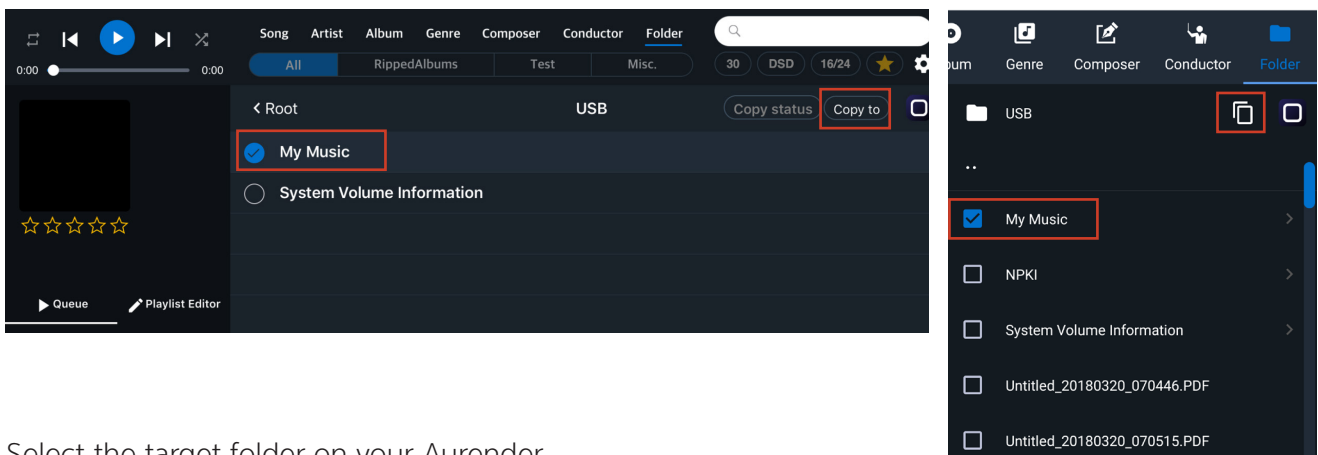 Song Artist Album Genre Composer Conductor Folder
0:00 0:00
All RippedAlbums Test Misc. 30 DSD 16/24
Root USB Copy status Copy to
My Music
System Volume Information
Queue Playlist Editor
Select the target folder on your Aurender
bum Genre Composer Conductor Folder
USB
..
My Music
NPKI
System Volume Information
Untitled_20180320_070446.PDF
Untitled_20180320_070515.PDF